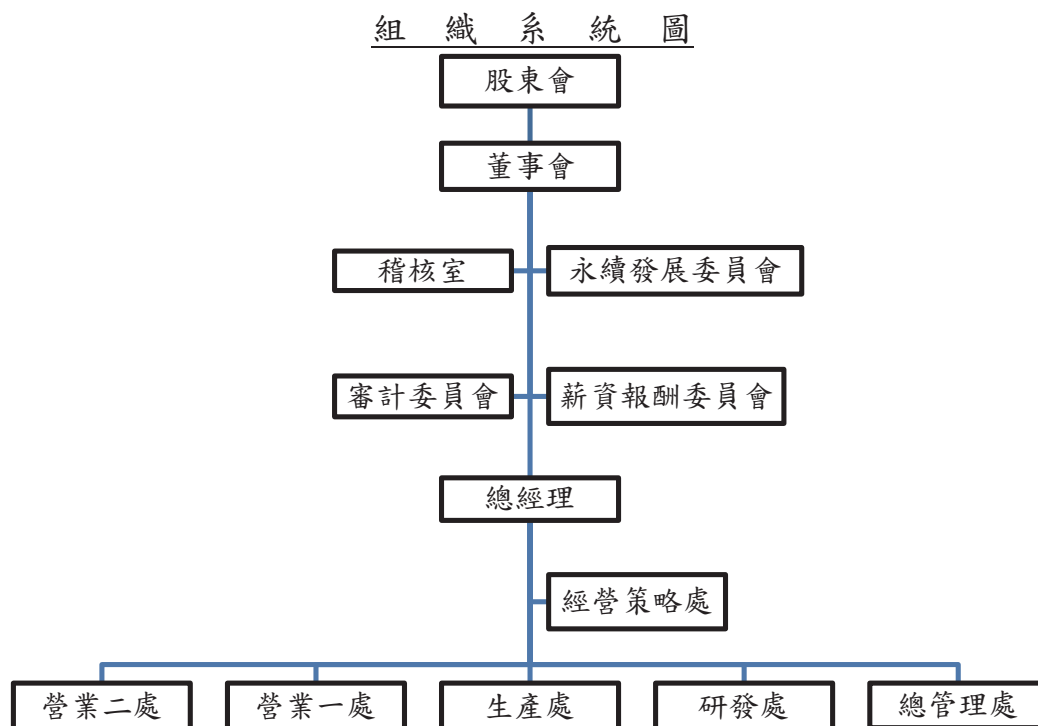 組織系統圖
股東會
董事會
稽核室
永續發展委員會
審計委員會
薪資報酬委員會
總經理
經營策略處
營業二處
營業一處
生產處
研發處
總管理處